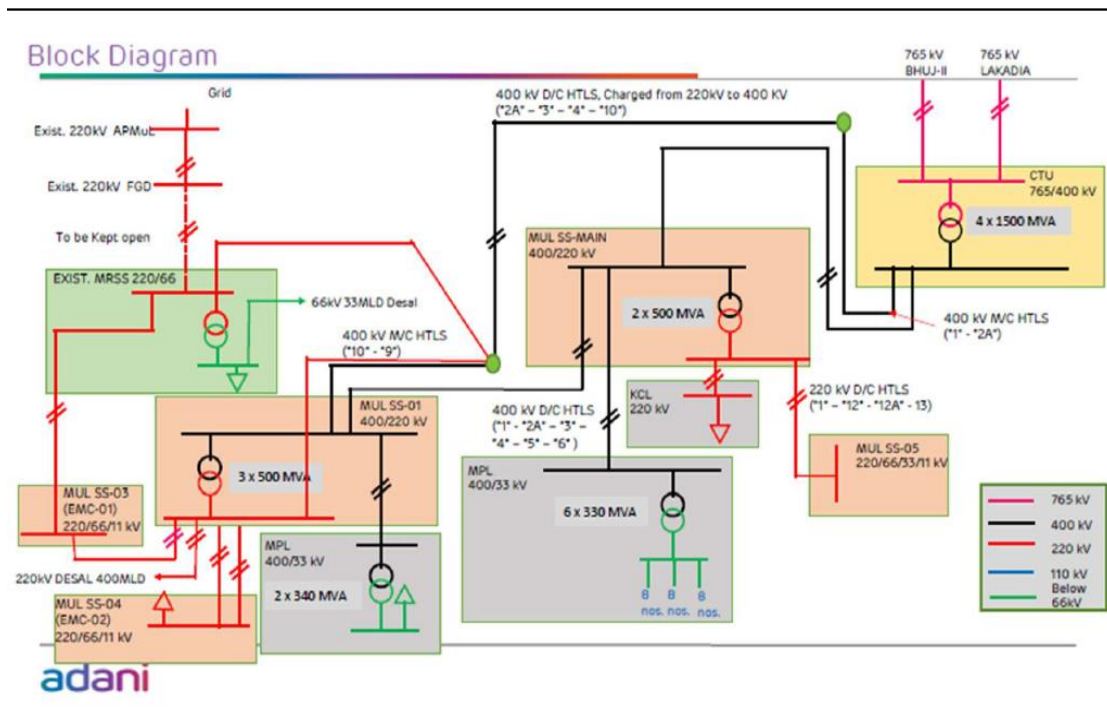 Block Diagram
Grid
Exist. 220kV APMuL
Exist. 220kV FGD
To be Kept open
EXIST. MRSS 220/66
66kV 33MLD Desal
400 kV M/C HTLS
("10" - "9")
400 kV D/C HTLS, Charged from 220kV to 400 KV
("2A" – "3" – "4" – "10")
765 kV
BHUJ-II
765 kV
LAKADIA
CTU
765/400 kV
4 x 1500 MVA
400 kV M/C HTLS
("1" - "2A")
MUL SS-MAIN
400/220 kV
2 x 500 MVA
KCL
220 kV
220 kV D/C HTLS
("1" – "12" - "12A" - 13)
MUL SS-05
220/66/33/11 kV
400 kV D/C HTLS
("1" - "2A" – "3" –
"4" – "5" – "6" )
MUL SS-01
400/220 kV
3 x 500 MVA
MUL SS-03
(EMC-01)
220/66/11 kV
220kV DESAL 400MLD
MUL SS-04
(EMC-02)
220/66/11 kV
MPL
400/33 kV
2 x 340 MVA
MPL
400/33 kV
6 x 330 MVA
8 8 8
nos. nos. nos.
765 kV
400 kV
220 kV
110 kV
Below
66kV
adani